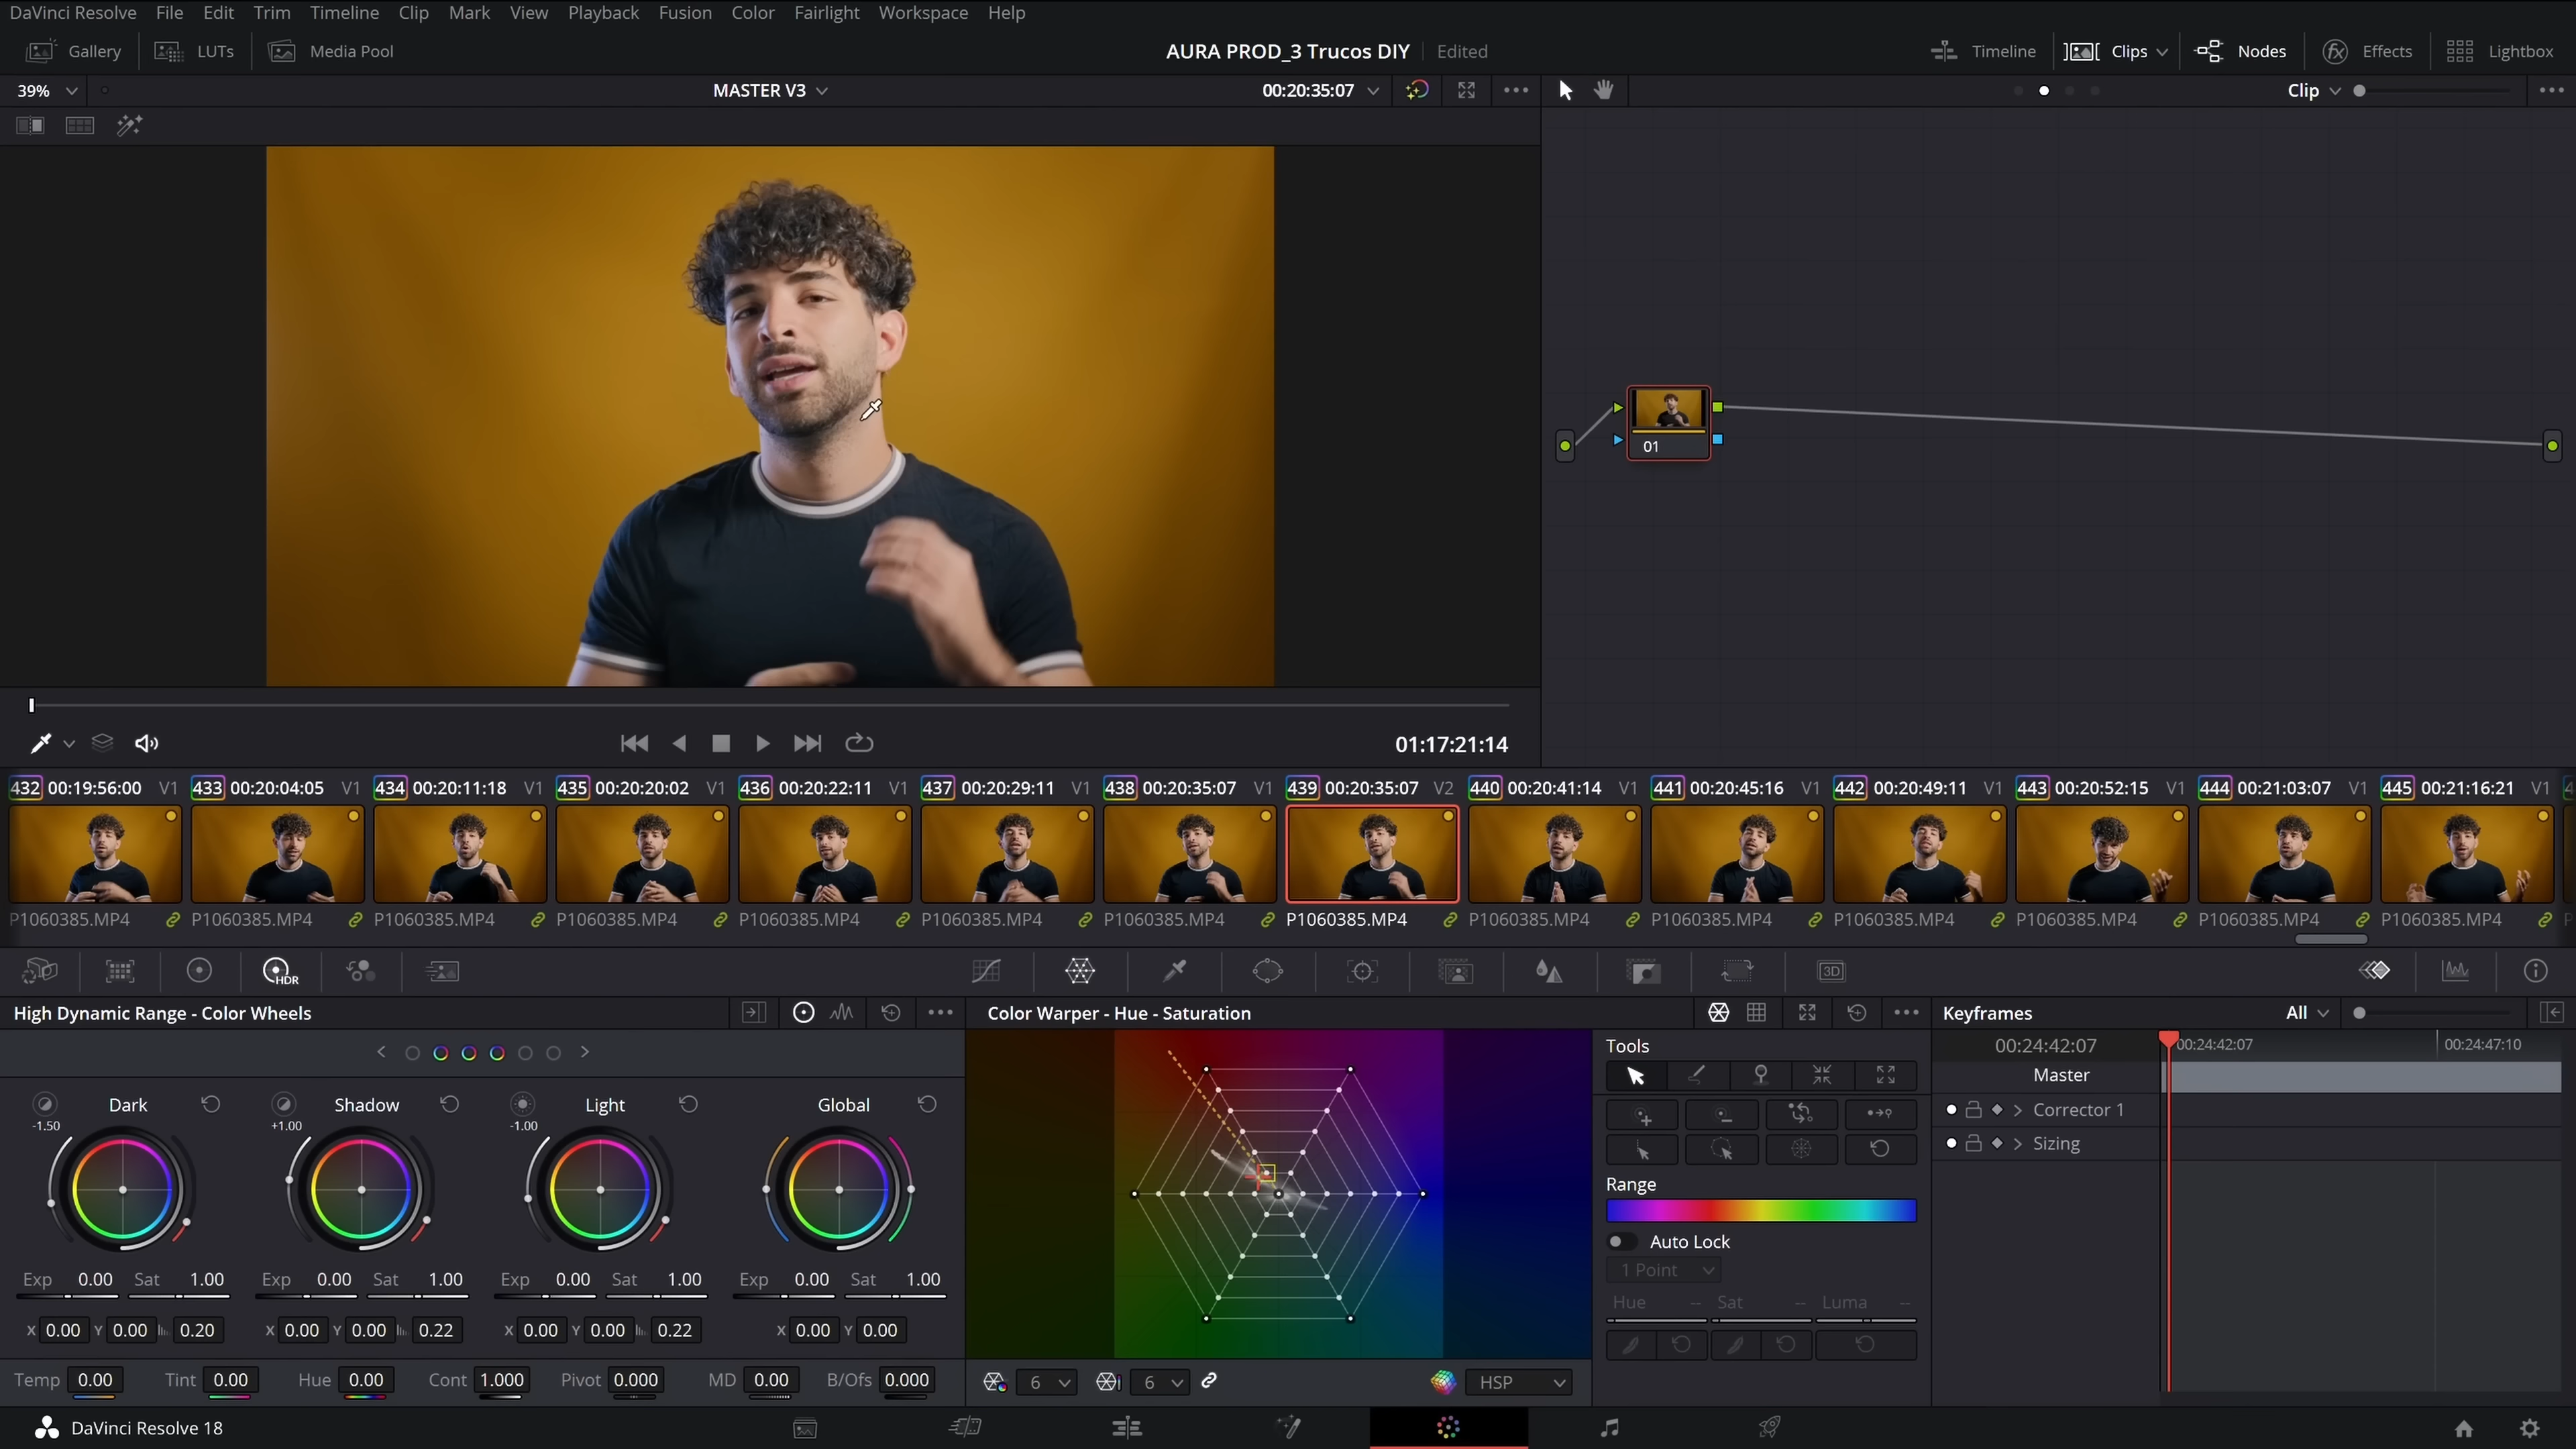 DaVinci Resolve File Edit Trim Timeline Clip Mark View Playback Fusion Color Fairlight Workspace Help
Gallery LUTs Media Pool AURA PROD_3 Trucos DIY Edited Timeline Clips Nodes Effects Lightbox
39% MASTER V3 00:20:35:07 Clip
01
01:17:21:14
432 00:19:56:00 V1 433 00:20:04:05 V1 434 00:20:11:18 V1 435 00:20:20:02 V1 436 00:20:22:11 V1 437 00:20:29:11 V1 438 00:20:35:07 V1 439 00:20:35:07 V2 440 00:20:41:14 V1 441 00:20:45:16 V1 442 00:20:49:11 V1 443 00:20:52:15 V1 444 00:21:03:07 V1 445 00:21:16:21 V1
P1060385.MP4 P1060385.MP4 P1060385.MP4 P1060385.MP4 P1060385.MP4 P1060385.MP4 P1060385.MP4 P1060385.MP4 P1060385.MP4 P1060385.MP4 P1060385.MP4 P1060385.MP4 P1060385.MP4 P1060385.MP4
HDR 3D
High Dynamic Range - Color Wheels Color Warper - Hue - Saturation Keyframes All
Tools 00:24:42:07 00:24:42:07 00:24:47:10
Master
Dark Shadow Light Global
-1.50 +1.00 -1.00
Corrector 1
Sizing
Range
Auto Lock
1 Point
Exp 0.00 Sat 1.00 Exp 0.00 Sat 1.00 Exp 0.00 Sat 1.00 Exp 0.00 Sat 1.00
Hue -- Sat -- Luma --
X 0.00 Y 0.00 0.20 X 0.00 Y 0.00 0.22 X 0.00 Y 0.00 0.22 X 0.00 Y 0.00
Temp 0.00 Tint 0.00 Hue 0.00 Cont 1.000 Pivot 0.000 MD 0.00 B/Ofs 0.000 6 6 HSP
DaVinci Resolve 18